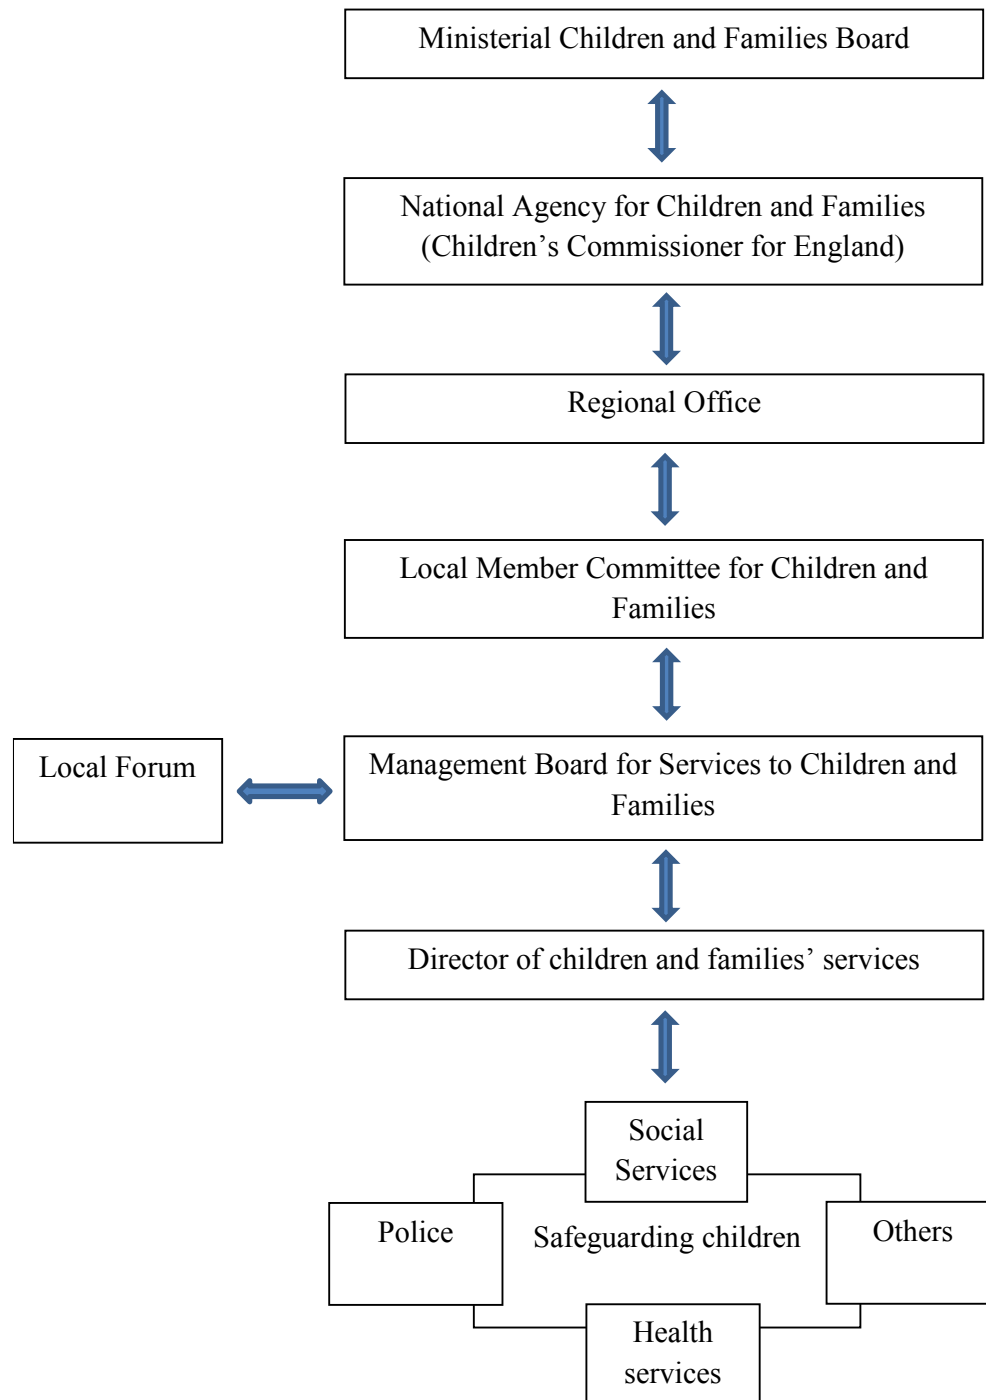 Ministerial Children and Families Board
National Agency for Children and Families
(Children’s Commissioner for England)
Regional Office
Local Member Committee for Children and
Families
Local Forum
Management Board for Services to Children and
Families
Director of children and families’ services
Social
Services
Police
Safeguarding children
Others
Health
services